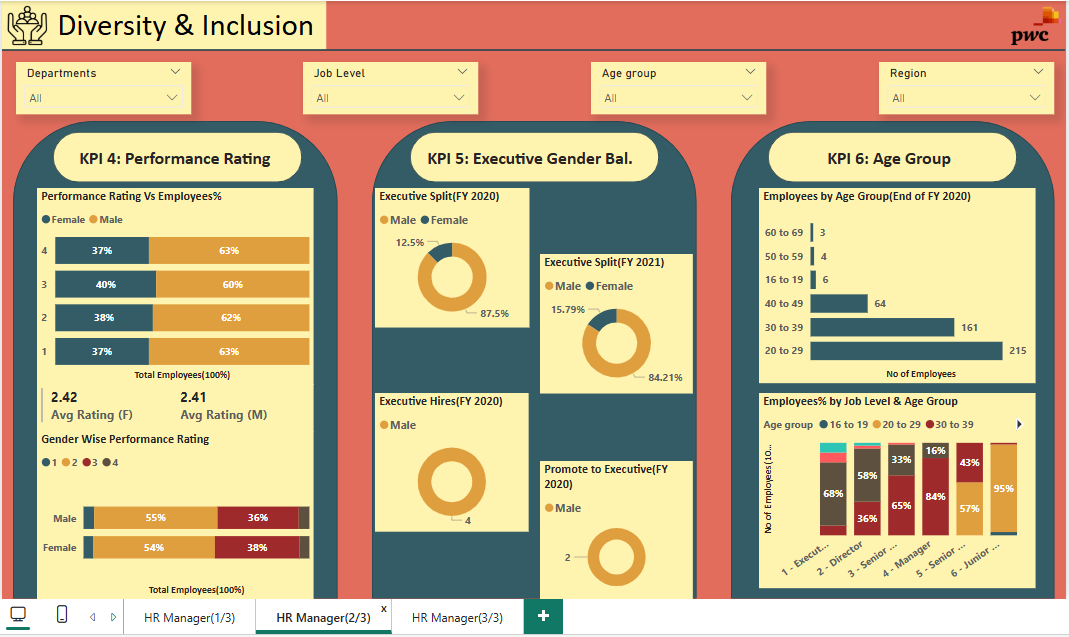 Diversity & Inclusion
pwc
Departments
All
Job Level
All
Age group
All
Region
All
KPI 4: Performance Rating
Performance Rating Vs Employees%
Female Male
4 37% 63%
3 40% 60%
2 38% 62%
1 37% 63%
Total Employees(100%)
2.42
Avg Rating (F)
2.41
Avg Rating (M)
Gender Wise Performance Rating
1 2 3 4
Male 55% 36%
Female 54% 38%
Total Employees(100%)
KPI 5: Executive Gender Bal.
Executive Split(FY 2020)
Male Female
12.5%
87.5%
Executive Split(FY 2021)
Male Female
15.79%
84.21%
Executive Hires(FY 2020)
Male
4
Promote to Executive(FY
2020)
Male
2
KPI 6: Age Group
Employees by Age Group(End of FY 2020)
60 to 69 3
50 to 59 4
16 to 19 6
40 to 49 64
30 to 39 161
20 to 29 215
No of Employees
Employees% by Job Level & Age Group
Age group 16 to 19 20 to 29 30 to 39
No of Employees(10...
68% 58% 36% 33% 65% 16% 84% 43% 57% 95%
1 - Execut... 2 - Director 3 - Senior ... 4 - Manager 5 - Senior ... 6 - Junior ...
HR Manager(1/3) HR Manager(2/3) x HR Manager(3/3) +